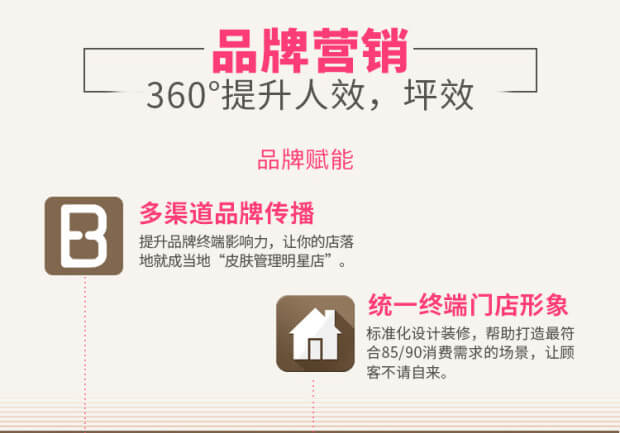 品牌营销
360°提升人效，坪效
品牌赋能
B
多渠道品牌传播
提升品牌终端影响力，让你的店落
地就成当地“皮肤管理明星店”。
统一终端门店形象
标准化设计装修，帮助打造最符
合85/90消费需求的场景，让顾
客不请自来。